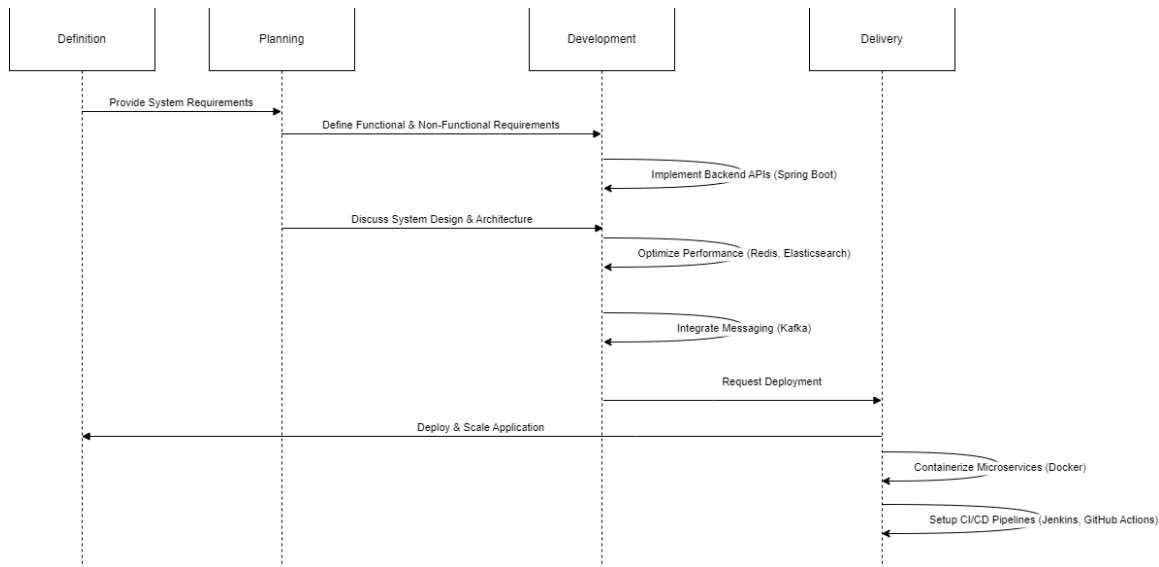 Definition
Planning
Development
Delivery
Provide System Requirements
Define Functional & Non-Functional Requirements
Implement Backend APIs (Spring Boot)
Discuss System Design & Architecture
Optimize Performance (Redis, Elasticsearch)
Integrate Messaging (Kafka)
Request Deployment
Deploy & Scale Application
Containerize Microservices (Docker)
Setup CI/CD Pipelines (Jenkins, GitHub Actions)